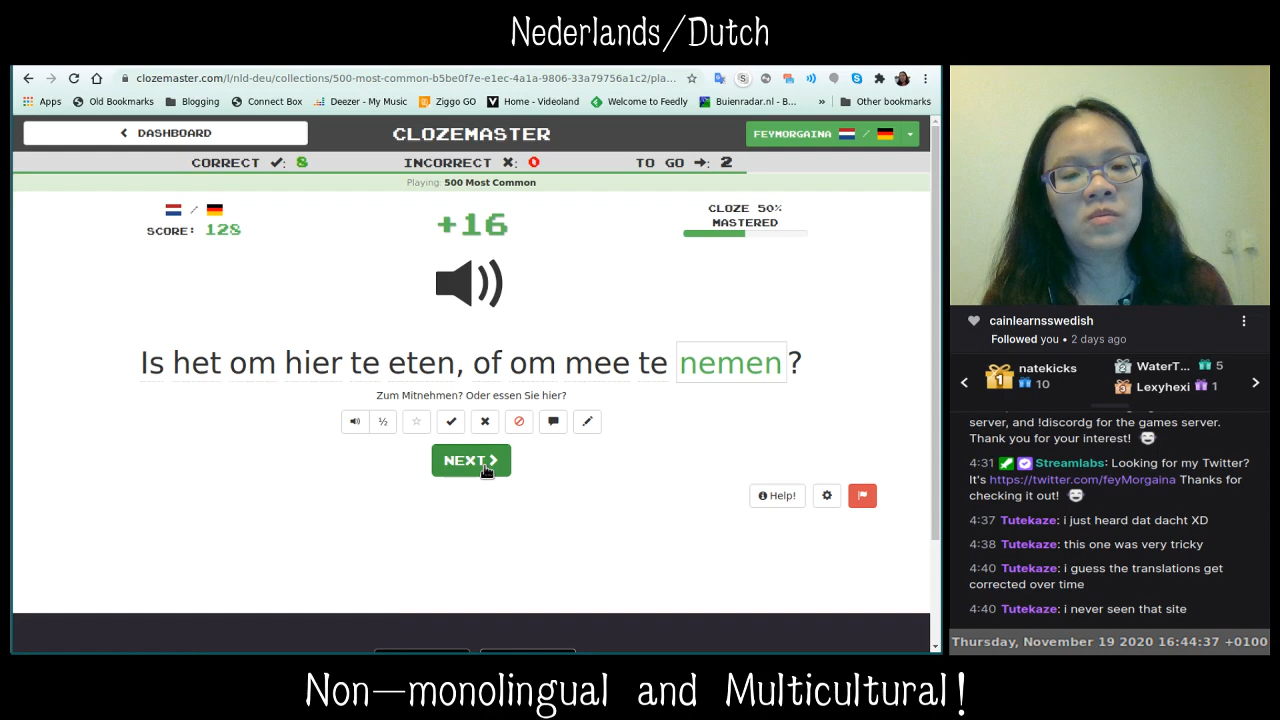 Nederlands/Dutch
clozemaster.com/l/nld-deu/collections/500-most-common-b5be0f7e-e1ec-4a1a-9806-33a79756a1c2/pla...
Apps Old Bookmarks Blogging Connect Box Deezer - My Music Ziggo GO Home - Videoland Welcome to Feedly Buienradar.nl - B... » Other bookmarks
DASHBOARD
CLOZEMASTER
FEYMORGAINA /
CORRECT ✔: 8 INCORRECT ✖: 0 TO GO ➔: 2
Playing: 500 Most Common
/
SCORE: 128
+16
CLOZE 50%
MASTERED
Is het om hier te eten, of om mee te nemen?
Zum Mitnehmen? Oder essen Sie hier?
½
NEXT
Help!
cainlearnsswedish
Followed you • 2 days ago
1 natekicks
10
2 WaterT... 5
3 Lexyhexi 1
server, and !discordg for the games server.
Thank you for your interest!
4:31 Streamlabs: Looking for my Twitter?
It's https://twitter.com/feyMorgaina Thanks for
checking it out!
4:37 Tutekaze: i just heard dat dacht XD
4:38 Tutekaze: this one was very tricky
4:40 Tutekaze: i guess the translations get
corrected over time
4:40 Tutekaze: i never seen that site
Thursday, November 19 2020 16:44:37 +0100
Non-monolingual and Multicultural!